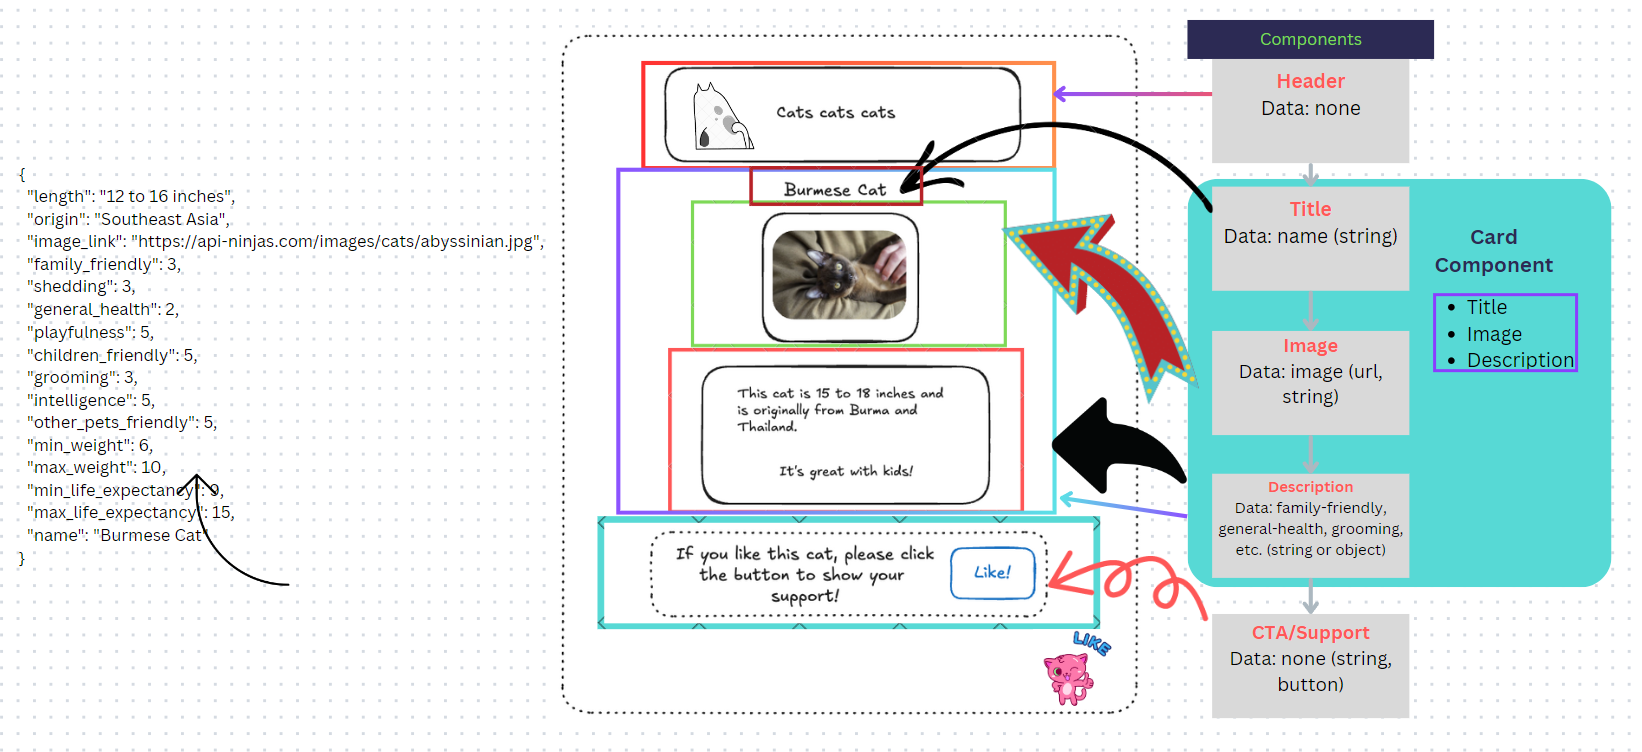 {
"length": "12 to 16 inches",
"origin": "Southeast Asia",
"image_link": "https://api-ninjas.com/images/cats/abyssinian.jpg",
"family_friendly": 3,
"shedding": 3,
"general_health": 2,
"playfulness": 5,
"children_friendly": 5,
"grooming": 3,
"intelligence": 5,
"other_pets_friendly": 5,
"min_weight": 6,
"max_weight": 10,
"min_life_expectancy": 9,
"max_life_expectancy": 15,
"name": "Burmese Cat"
}
Cats cats cats
Burmese Cat
This cat is 15 to 18 inches and
is originally from Burma and
Thailand.
It's great with kids!
If you like this cat, please click
the button to show your
support!
Like!
LIKE
Components
Header
Data: none
Title
Data: name (string)
Image
Data: image (url,
string)
Description
Data: family-friendly,
general-health, grooming,
etc. (string or object)
CTA/Support
Data: none (string,
button)
Card
Component
• Title
• Image
• Description